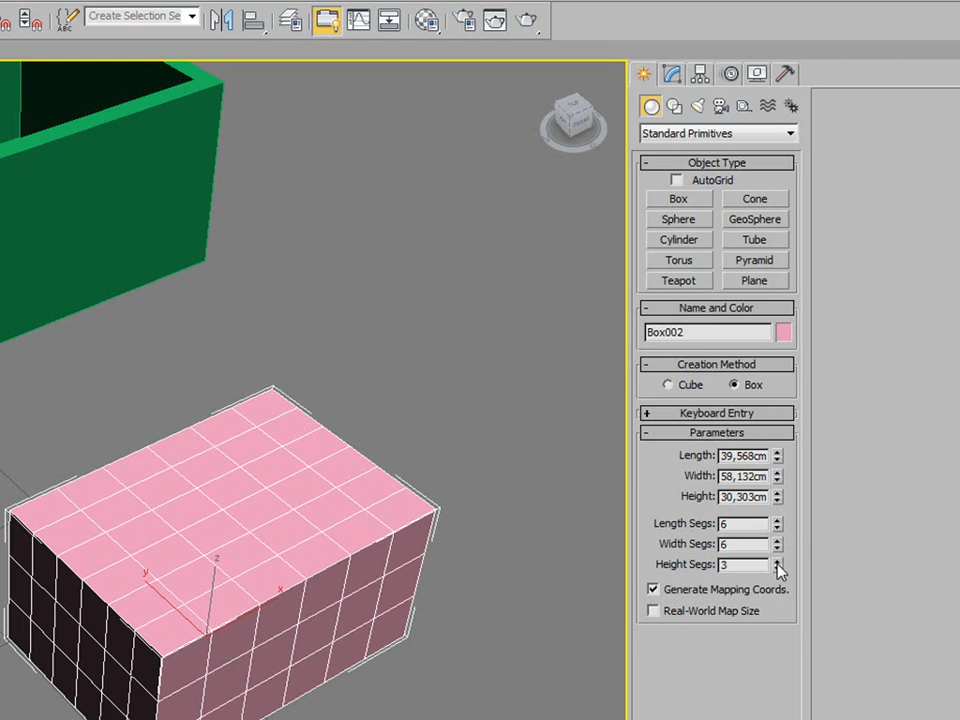 ABC
Create Selection Se
Standard Primitives
- Object Type
AutoGrid
Box Cone
Sphere GeoSphere
Cylinder Tube
Torus Pyramid
Teapot Plane
- Name and Color
Box002
- Creation Method
Cube Box
+ Keyboard Entry
- Parameters
Length: 39,568cm
Width: 58,132cm
Height: 30,303cm
Length Segs: 6
Width Segs: 6
Height Segs: 3
Generate Mapping Coords.
Real-World Map Size
z
y
x